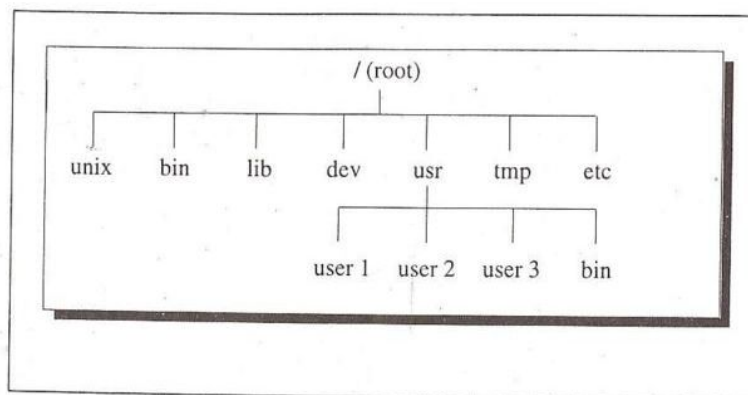 / (root)
unix bin lib dev usr tmp etc
user 1 user 2 user 3 bin